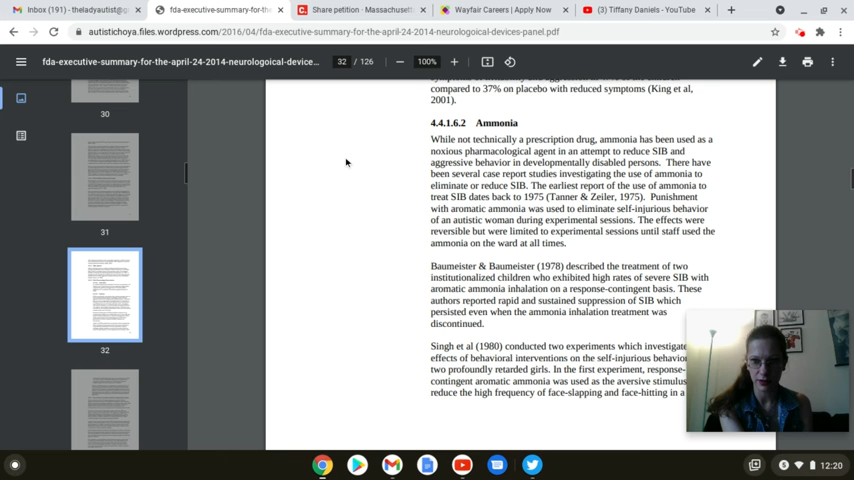 Inbox (191) - theladyautist@g
fda-executive-summary-for-the
Share petition · Massachuset
Wayfair Careers | Apply Now
(3) Tiffany Daniels - YouTube
autistichoya.files.wordpress.com/2016/04/fda-executive-summary-for-the-april-24-2014-neurologoical-devices-panel.pdf
fda-executive-summary-for-the-april-24-2014-neurologoical-devices...
32 / 126
100%
30
31
32
compared to 37% on placebo with reduced symptoms (King et al,
2001).
4.4.1.6.2 Ammonia
While not technically a prescription drug, ammonia has been used as a
noxious pharmacological agent in an attempt to reduce SIB and
aggressive behavior in developmentally disabled persons. There have
been several case report studies investigating the use of ammonia to
eliminate or reduce SIB. The earliest report of the use of ammonia to
treat SIB dates back to 1975 (Tanner & Zeiler, 1975). Punishment
with aromatic ammonia was used to eliminate self-injurious behavior
of an autistic woman during experimental sessions. The effects were
reversible but were limited to experimental sessions until staff used the
ammonia on the ward at all times.
Baumeister & Baumeister (1978) described the treatment of two
institutionalized children who exhibited high rates of severe SIB with
aromatic ammonia inhalation on a response-contingent basis. These
authors reported rapid and sustained suppression of SIB which
persisted even when the ammonia inhalation treatment was
discontinued.
Singh et al (1980) conducted two experiments which investigate
effects of behavioral interventions on the self-injurious behavior
two profoundly retarded girls. In the first experiment, response-
contingent aromatic ammonia was used as the aversive stimulus
reduce the high frequency of face-slapping and face-hitting in a
12:20